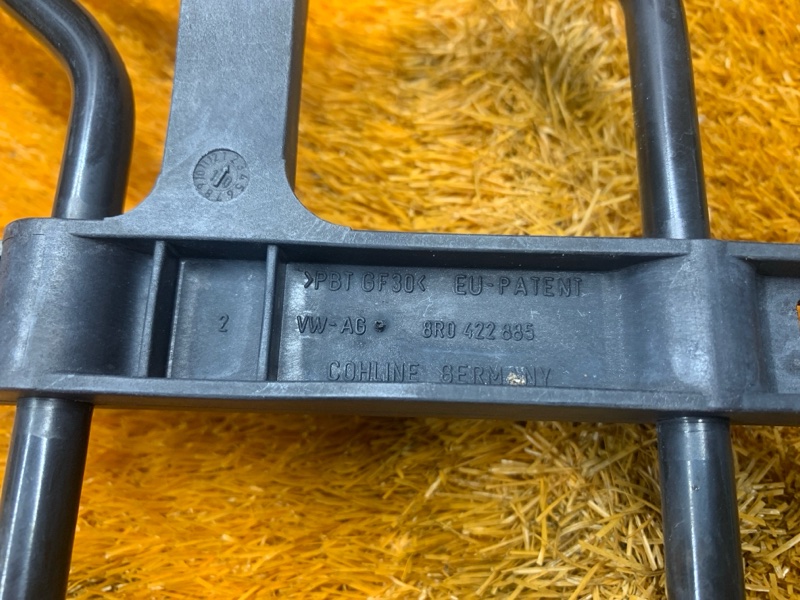 >PBT GF30< EU-PATENT
2
VW-AG 8R0 422 885
COHLINE GERMANY